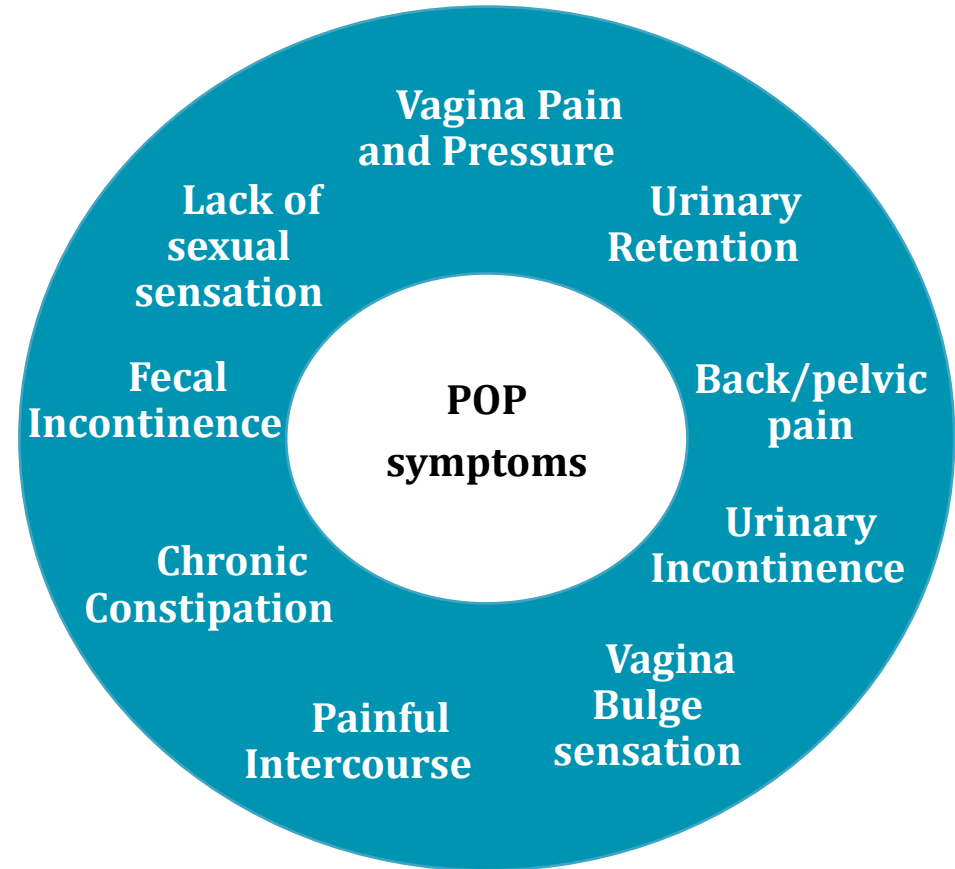 Vagina Pain
and Pressure
Urinary
Retention
Back/pelvic
pain
Urinary
Incontinence
Vagina
Bulge
sensation
Painful
Intercourse
Chronic
Constipation
Fecal
Incontinence
Lack of
sexual
sensation
POP
symptoms